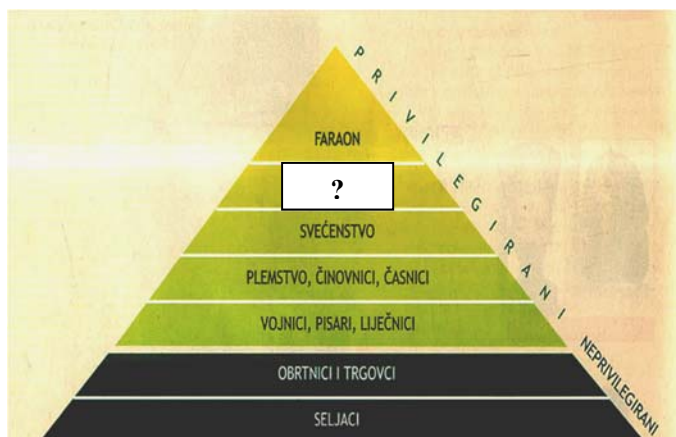 PRIVILEGIRANI
FARAON
?
SVEĆENSTVO
PLEMSTVO, ČINOVNICI, ČASNICI
VOJNICI, PISARI, LIJEČNICI
NEPRIVILEGIRANI
OBRTNICI I TRGOVCI
SELJACI